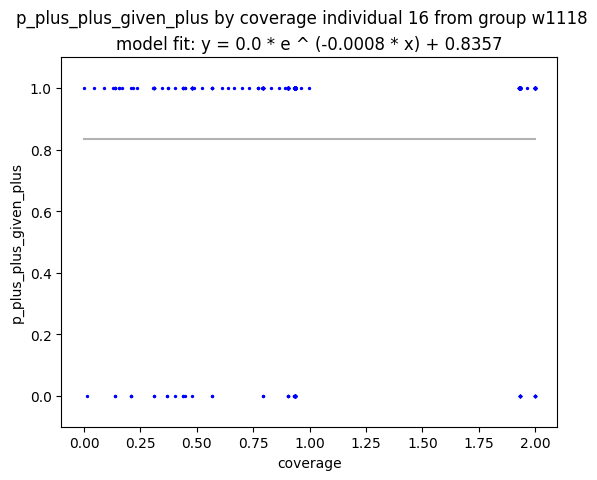 p_plus_plus_given_plus by coverage individual 16 from group w1118
model fit: y = 0.0 * e ^ (-0.0008 * x) + 0.8357
1.0
0.8
0.6
0.4
0.2
0.0
p_plus_plus_given_plus
0.00 0.25 0.50 0.75 1.00 1.25 1.50 1.75 2.00
coverage